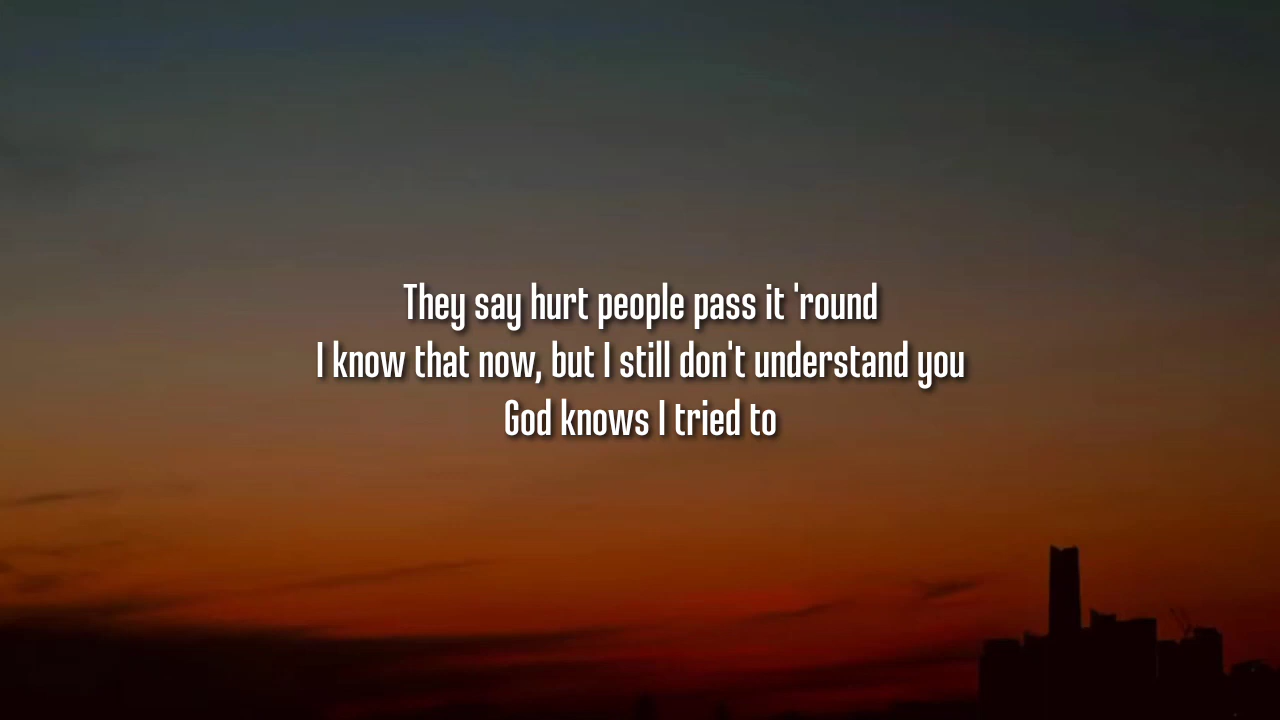 They say hurt people pass it 'round
I know that now, but I still don't understand you
God knows I tried to